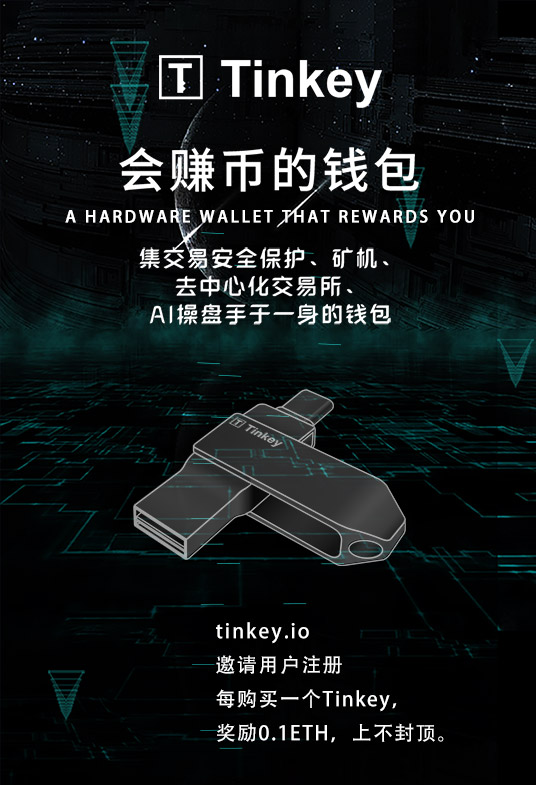 Tinkey
会赚币的钱包
A HARDWARE WALLET THAT REWARDS YOU
集交易安全保护、矿机、
去中心化交易所、
AI操盘手于一身的钱包
Tinkey
tinkey.io
邀请用户注册
每购买一个Tinkey,
奖励0.1ETH，上不封顶。